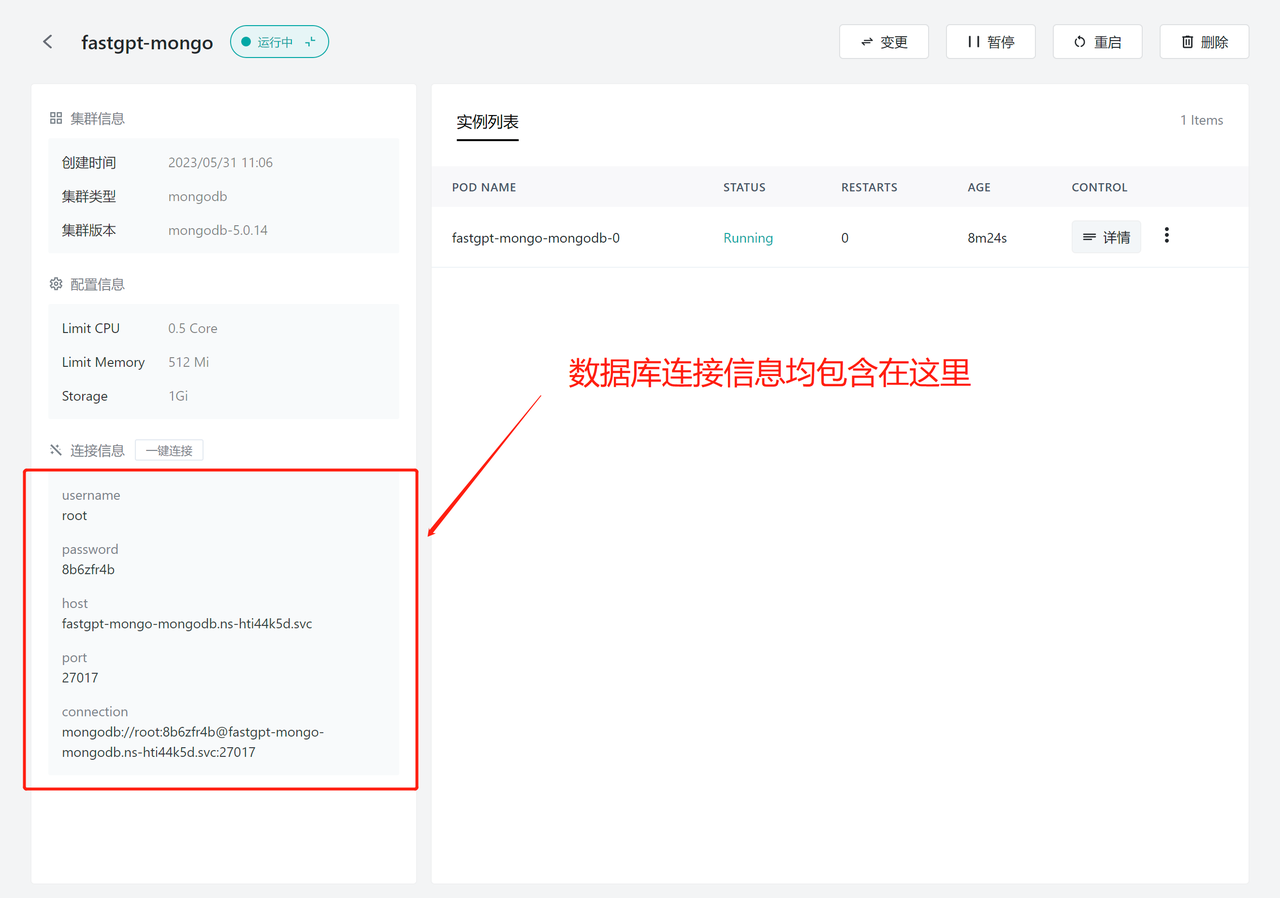 fastgpt-mongo
运行中
变更
暂停
重启
删除
集群信息
创建时间 2023/05/31 11:06
集群类型 mongodb
集群版本 mongodb-5.0.14
配置信息
Limit CPU 0.5 Core
Limit Memory 512 Mi
Storage 1Gi
连接信息 一键连接
username
root
password
8b6zfr4b
host
fastgpt-mongo-mongodb.ns-hti44k5d.svc
port
27017
connection
mongodb://root:8b6zfr4b@fastgpt-mongo-
mongodb.ns-hti44k5d.svc:27017
实例列表
1 Items
POD NAME STATUS RESTARTS AGE CONTROL
fastgpt-mongo-mongodb-0 Running 0 8m24s 详情
数据库连接信息均包含在这里